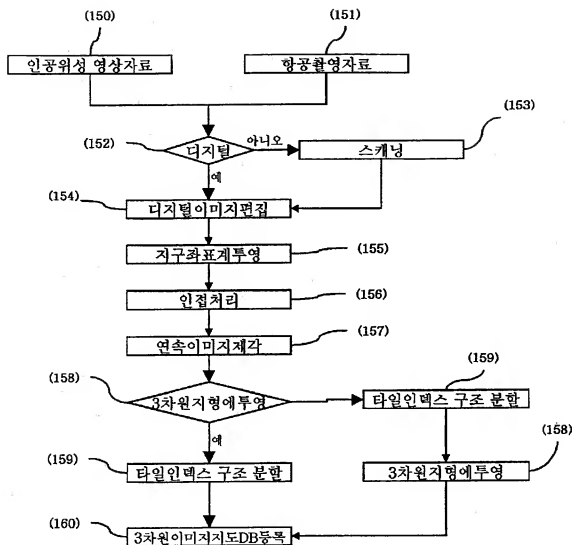 (150)
인공위성 영상자료
(151)
항공촬영자료
(152)
디지털
아니오
예
(153)
스캐닝
(154)
디지털이미지편집
지구좌표계투영
(155)
인접처리
(156)
연속이미지제각
(157)
(158)
3차원지형에투영
예
(159)
타일인덱스 구조 분할
(159)
타일인덱스 구조 분할
3차원지형에투영
(158)
(160)
3차원이미지지도DB등록